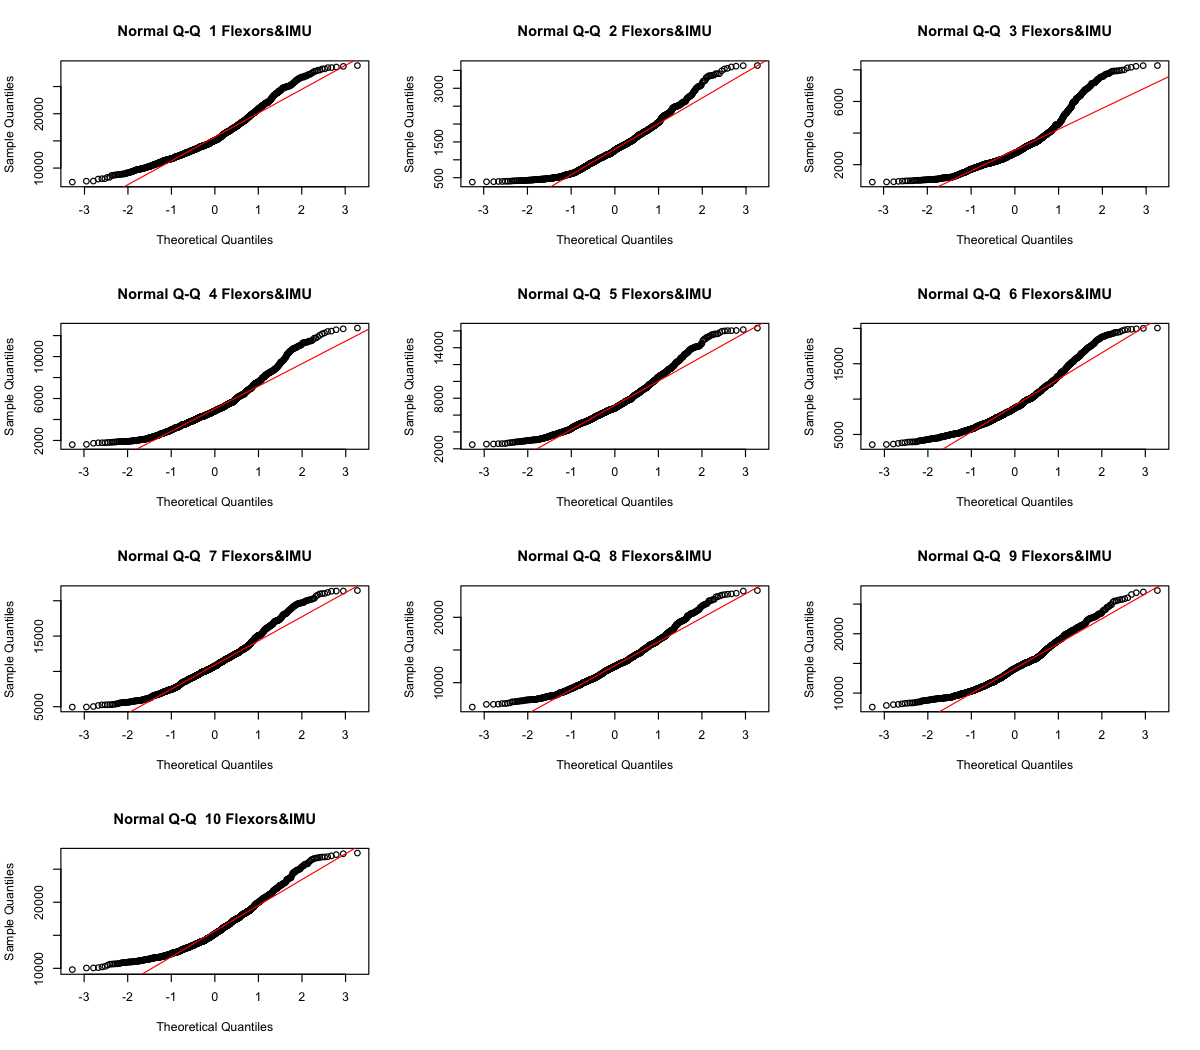 Normal Q-Q  1 Flexors&IMU
Sample Quantiles
10000 20000
-3 -2 -1 0 1 2 3
Theoretical Quantiles
Normal Q-Q  2 Flexors&IMU
Sample Quantiles
500 1500 3000
-3 -2 -1 0 1 2 3
Theoretical Quantiles
Normal Q-Q  3 Flexors&IMU
Sample Quantiles
2000 6000
-3 -2 -1 0 1 2 3
Theoretical Quantiles
Normal Q-Q  4 Flexors&IMU
Sample Quantiles
2000 6000 10000
-3 -2 -1 0 1 2 3
Theoretical Quantiles
Normal Q-Q  5 Flexors&IMU
Sample Quantiles
2000 8000 14000
-3 -2 -1 0 1 2 3
Theoretical Quantiles
Normal Q-Q  6 Flexors&IMU
Sample Quantiles
5000 15000
-3 -2 -1 0 1 2 3
Theoretical Quantiles
Normal Q-Q  7 Flexors&IMU
Sample Quantiles
5000 15000
-3 -2 -1 0 1 2 3
Theoretical Quantiles
Normal Q-Q  8 Flexors&IMU
Sample Quantiles
10000 20000
-3 -2 -1 0 1 2 3
Theoretical Quantiles
Normal Q-Q  9 Flexors&IMU
Sample Quantiles
10000 20000
-3 -2 -1 0 1 2 3
Theoretical Quantiles
Normal Q-Q  10 Flexors&IMU
Sample Quantiles
10000 20000
-3 -2 -1 0 1 2 3
Theoretical Quantiles